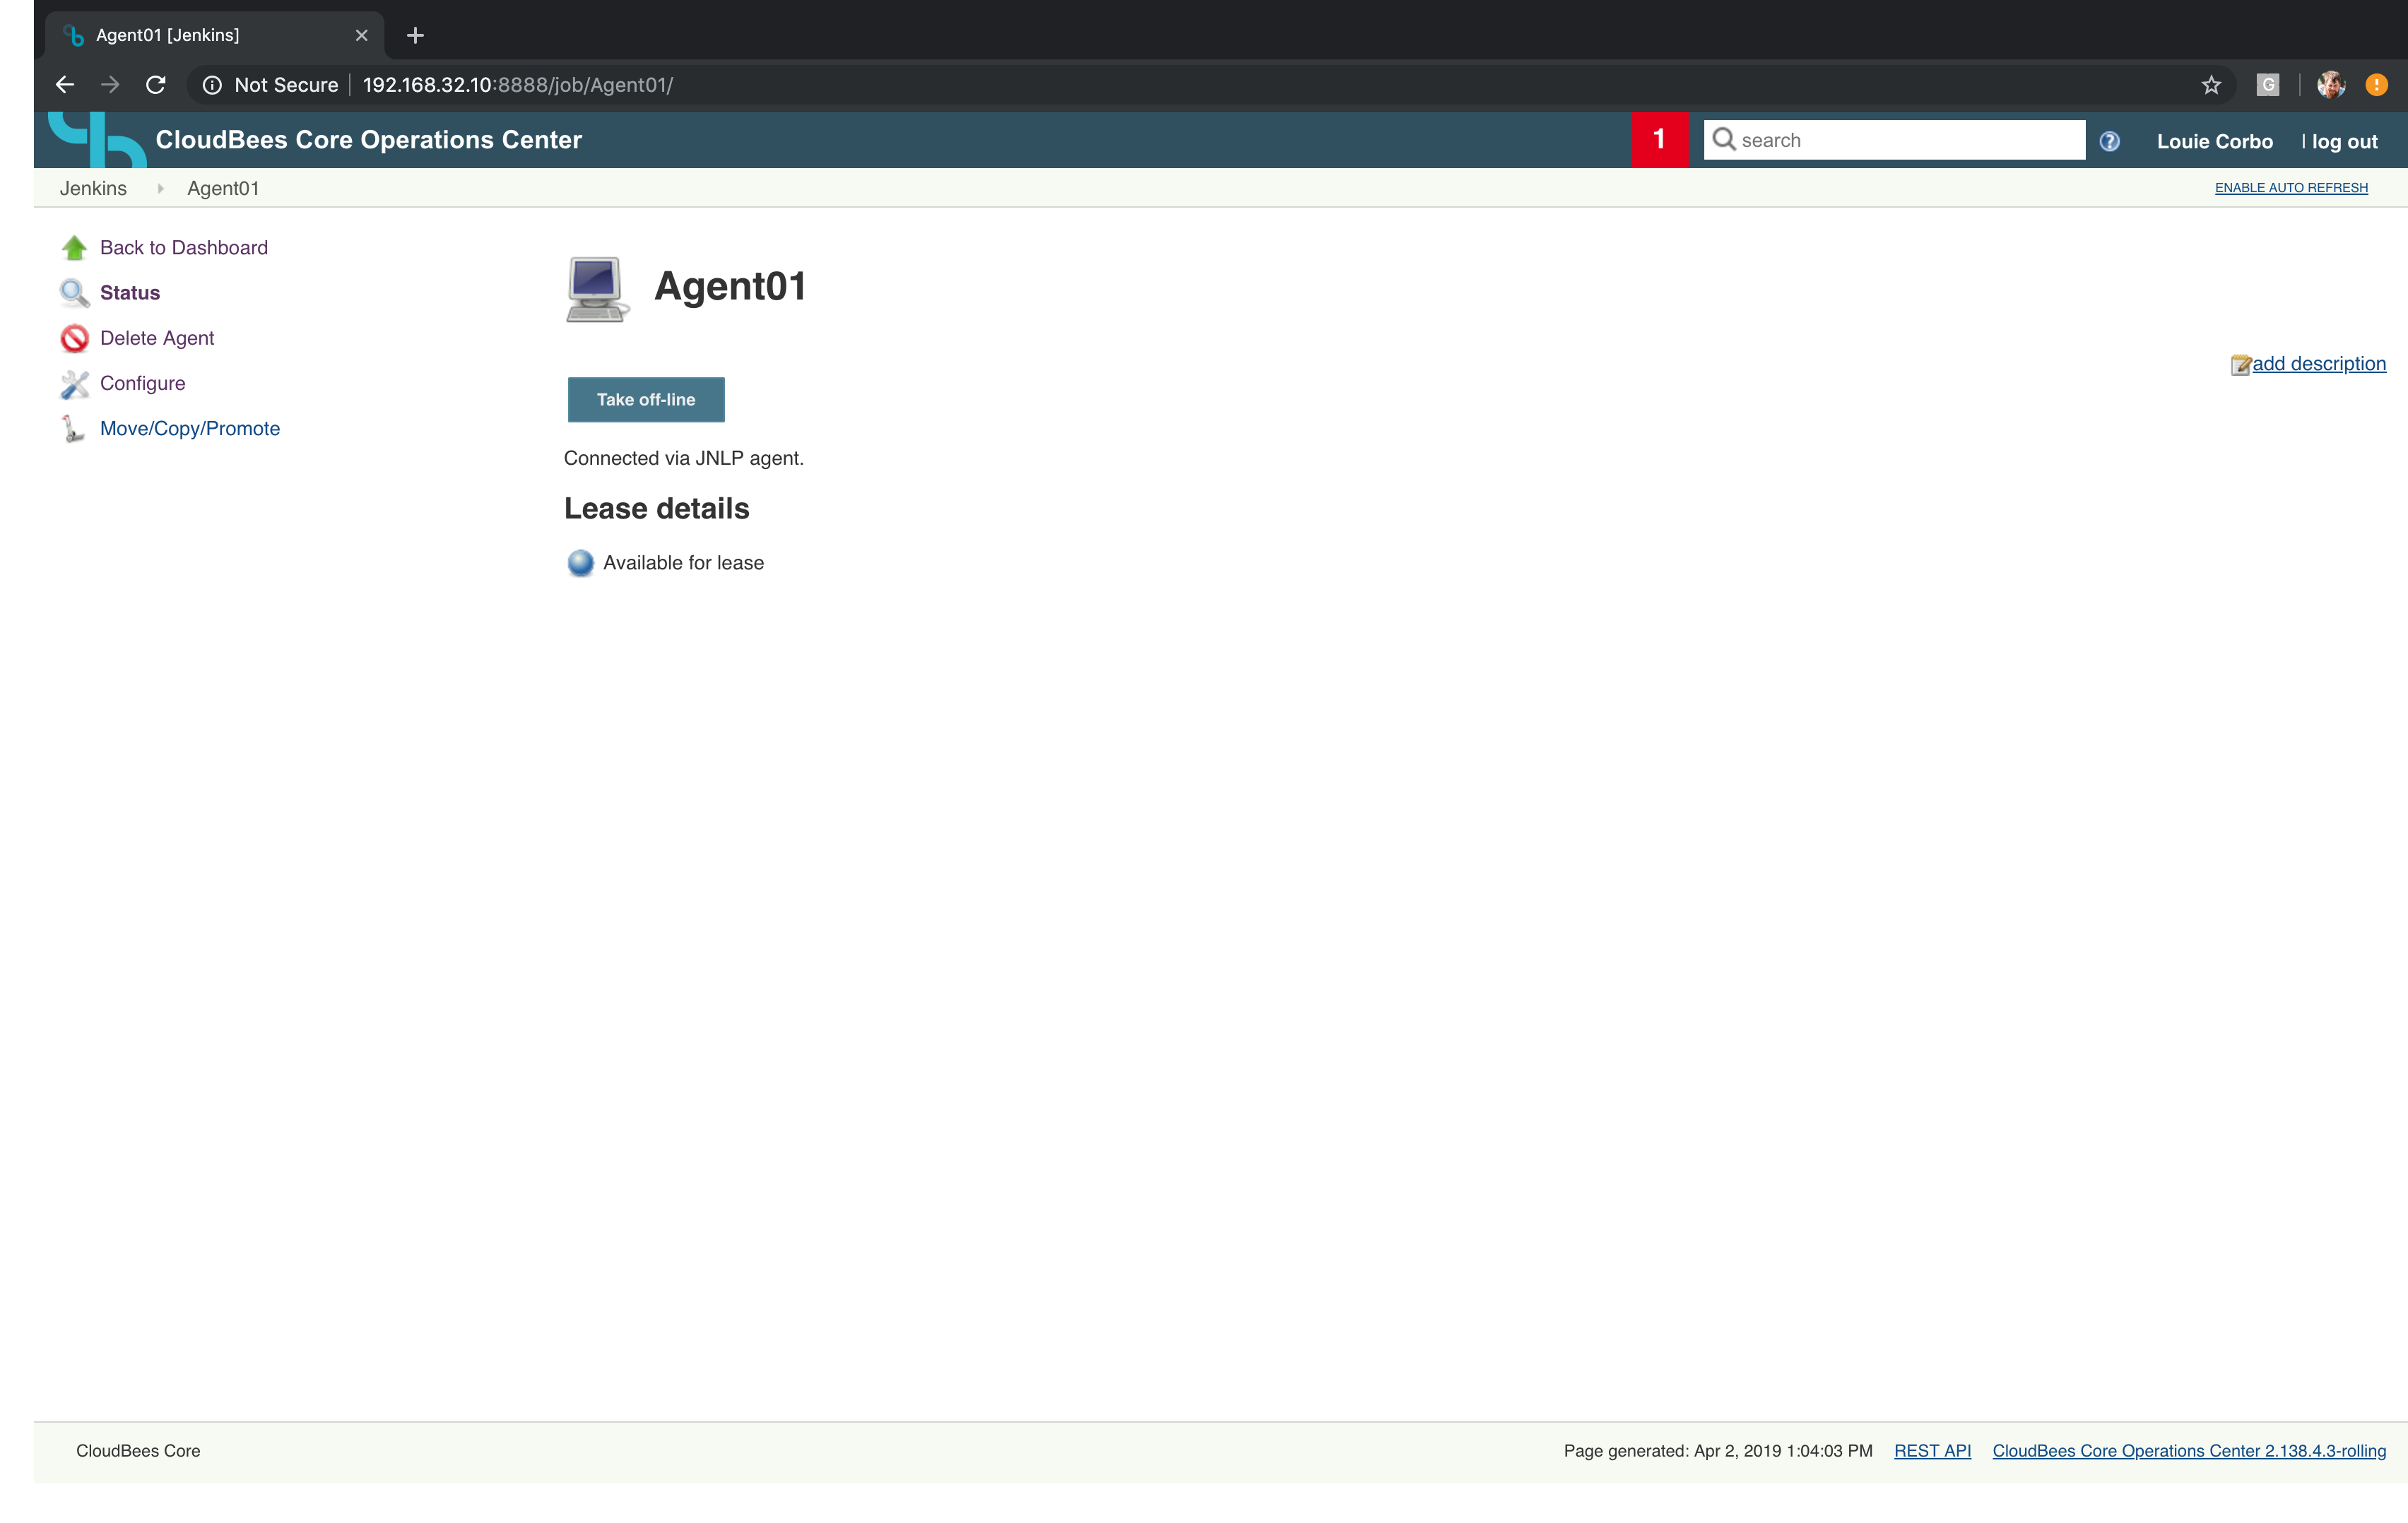 Agent01 [Jenkins]
Not Secure | 192.168.32.10:8888/job/Agent01/
G
CloudBees Core Operations Center
1
search
Louie Corbo
| log out
Jenkins
Agent01
ENABLE AUTO REFRESH
Back to Dashboard
Status
Delete Agent
Configure
Move/Copy/Promote
Agent01
add description
Take off-line
Connected via JNLP agent.
Lease details
Available for lease
CloudBees Core
Page generated: Apr 2, 2019 1:04:03 PM
REST API
CloudBees Core Operations Center 2.138.4.3-rolling